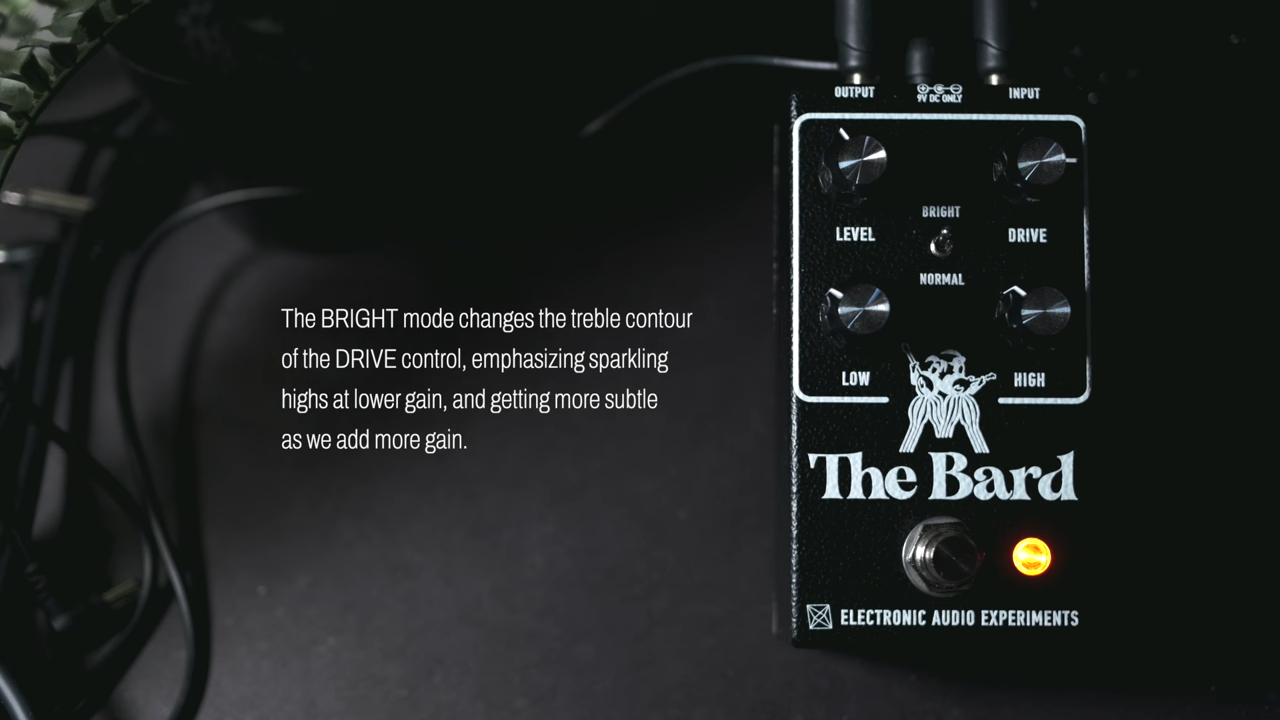 OUTPUT
9V DC ONLY
INPUT
BRIGHT
LEVEL
DRIVE
NORMAL
The BRIGHT mode changes the treble contour
of the DRIVE control, emphasizing sparkling
highs at lower gain, and getting more subtle
as we add more gain.
LOW
HIGH
The Bard
ELECTRONIC AUDIO EXPERIMENTS